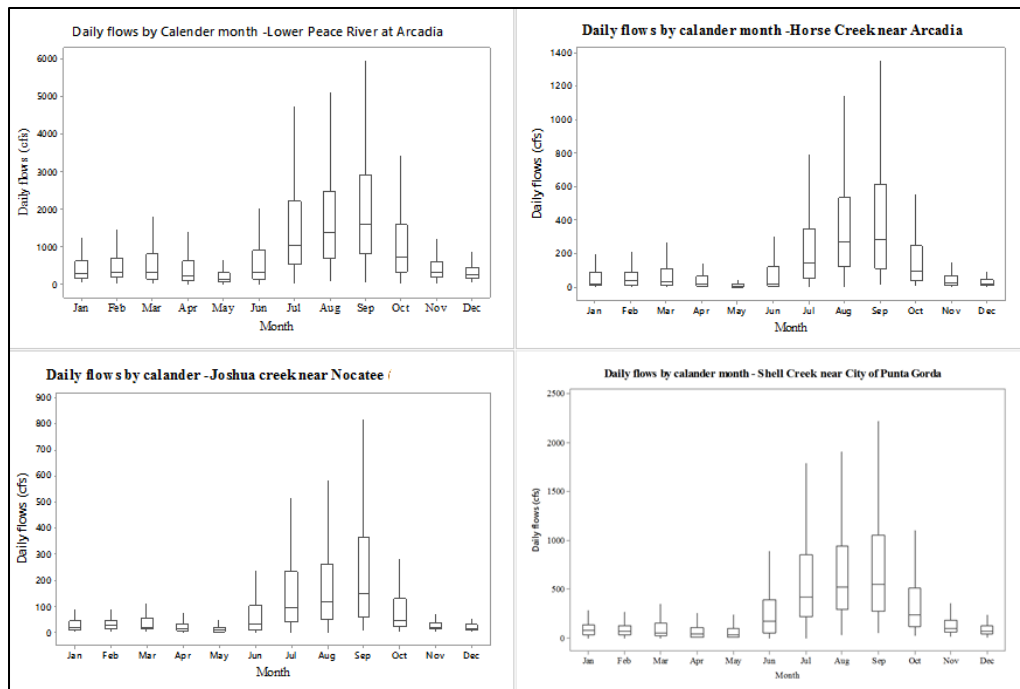 Daily flows by Calender month -Lower Peace River at Arcadia
Daily flows (cfs)
6000
5000
4000
3000
2000
1000
0
Jan Feb Mar Apr May Jun Jul Aug Sep Oct Nov Dec
Month
Daily flows by calander month -Horse Creek near Arcadia
Daily flows (cfs)
1400
1200
1,000
800
600
400
200
0
Jan Feb Mar Apr May Jun Jul Aug Sep Oct Nov Dec
Month
Daily flows by calander -Joshua creek near Nocatee (
Daily flows (cfs)
900
800
700
600
500
400
300
200
100
0
Jan Feb Mar Apr May Jun Jul Aug Sep Oct Nov Dec
Month
Daily flows by calander month - Shell Creek near City of Punta Gorda
Daily flows (cfs)
2500
2000
1500
1000
500
0
Jan Feb Mar Apr May Jun Jul Aug Sep Oct Nov Dec
Month